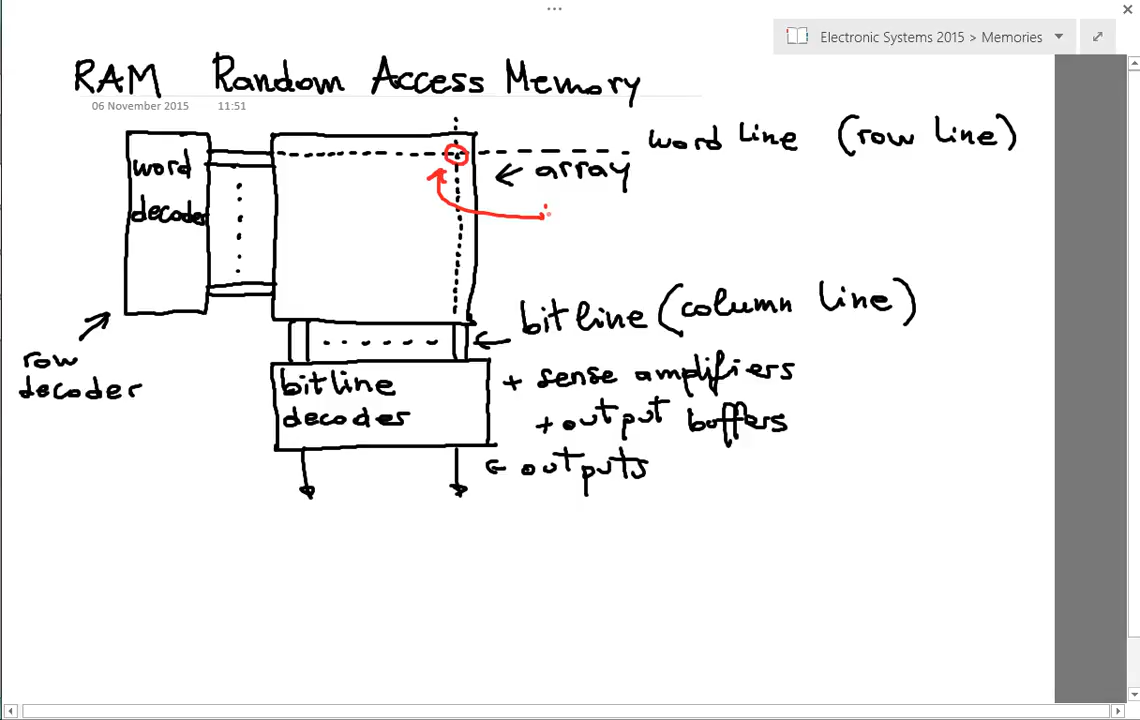 Electronic Systems 2015 > Memories
RAM Random Access Memory
06 November 2015 11:51
word line (row line)
word
decoder
array
bitline (column line)
row
decoder
bitline
decoder
+ sense amplifiers
+ output buffers
← outputs